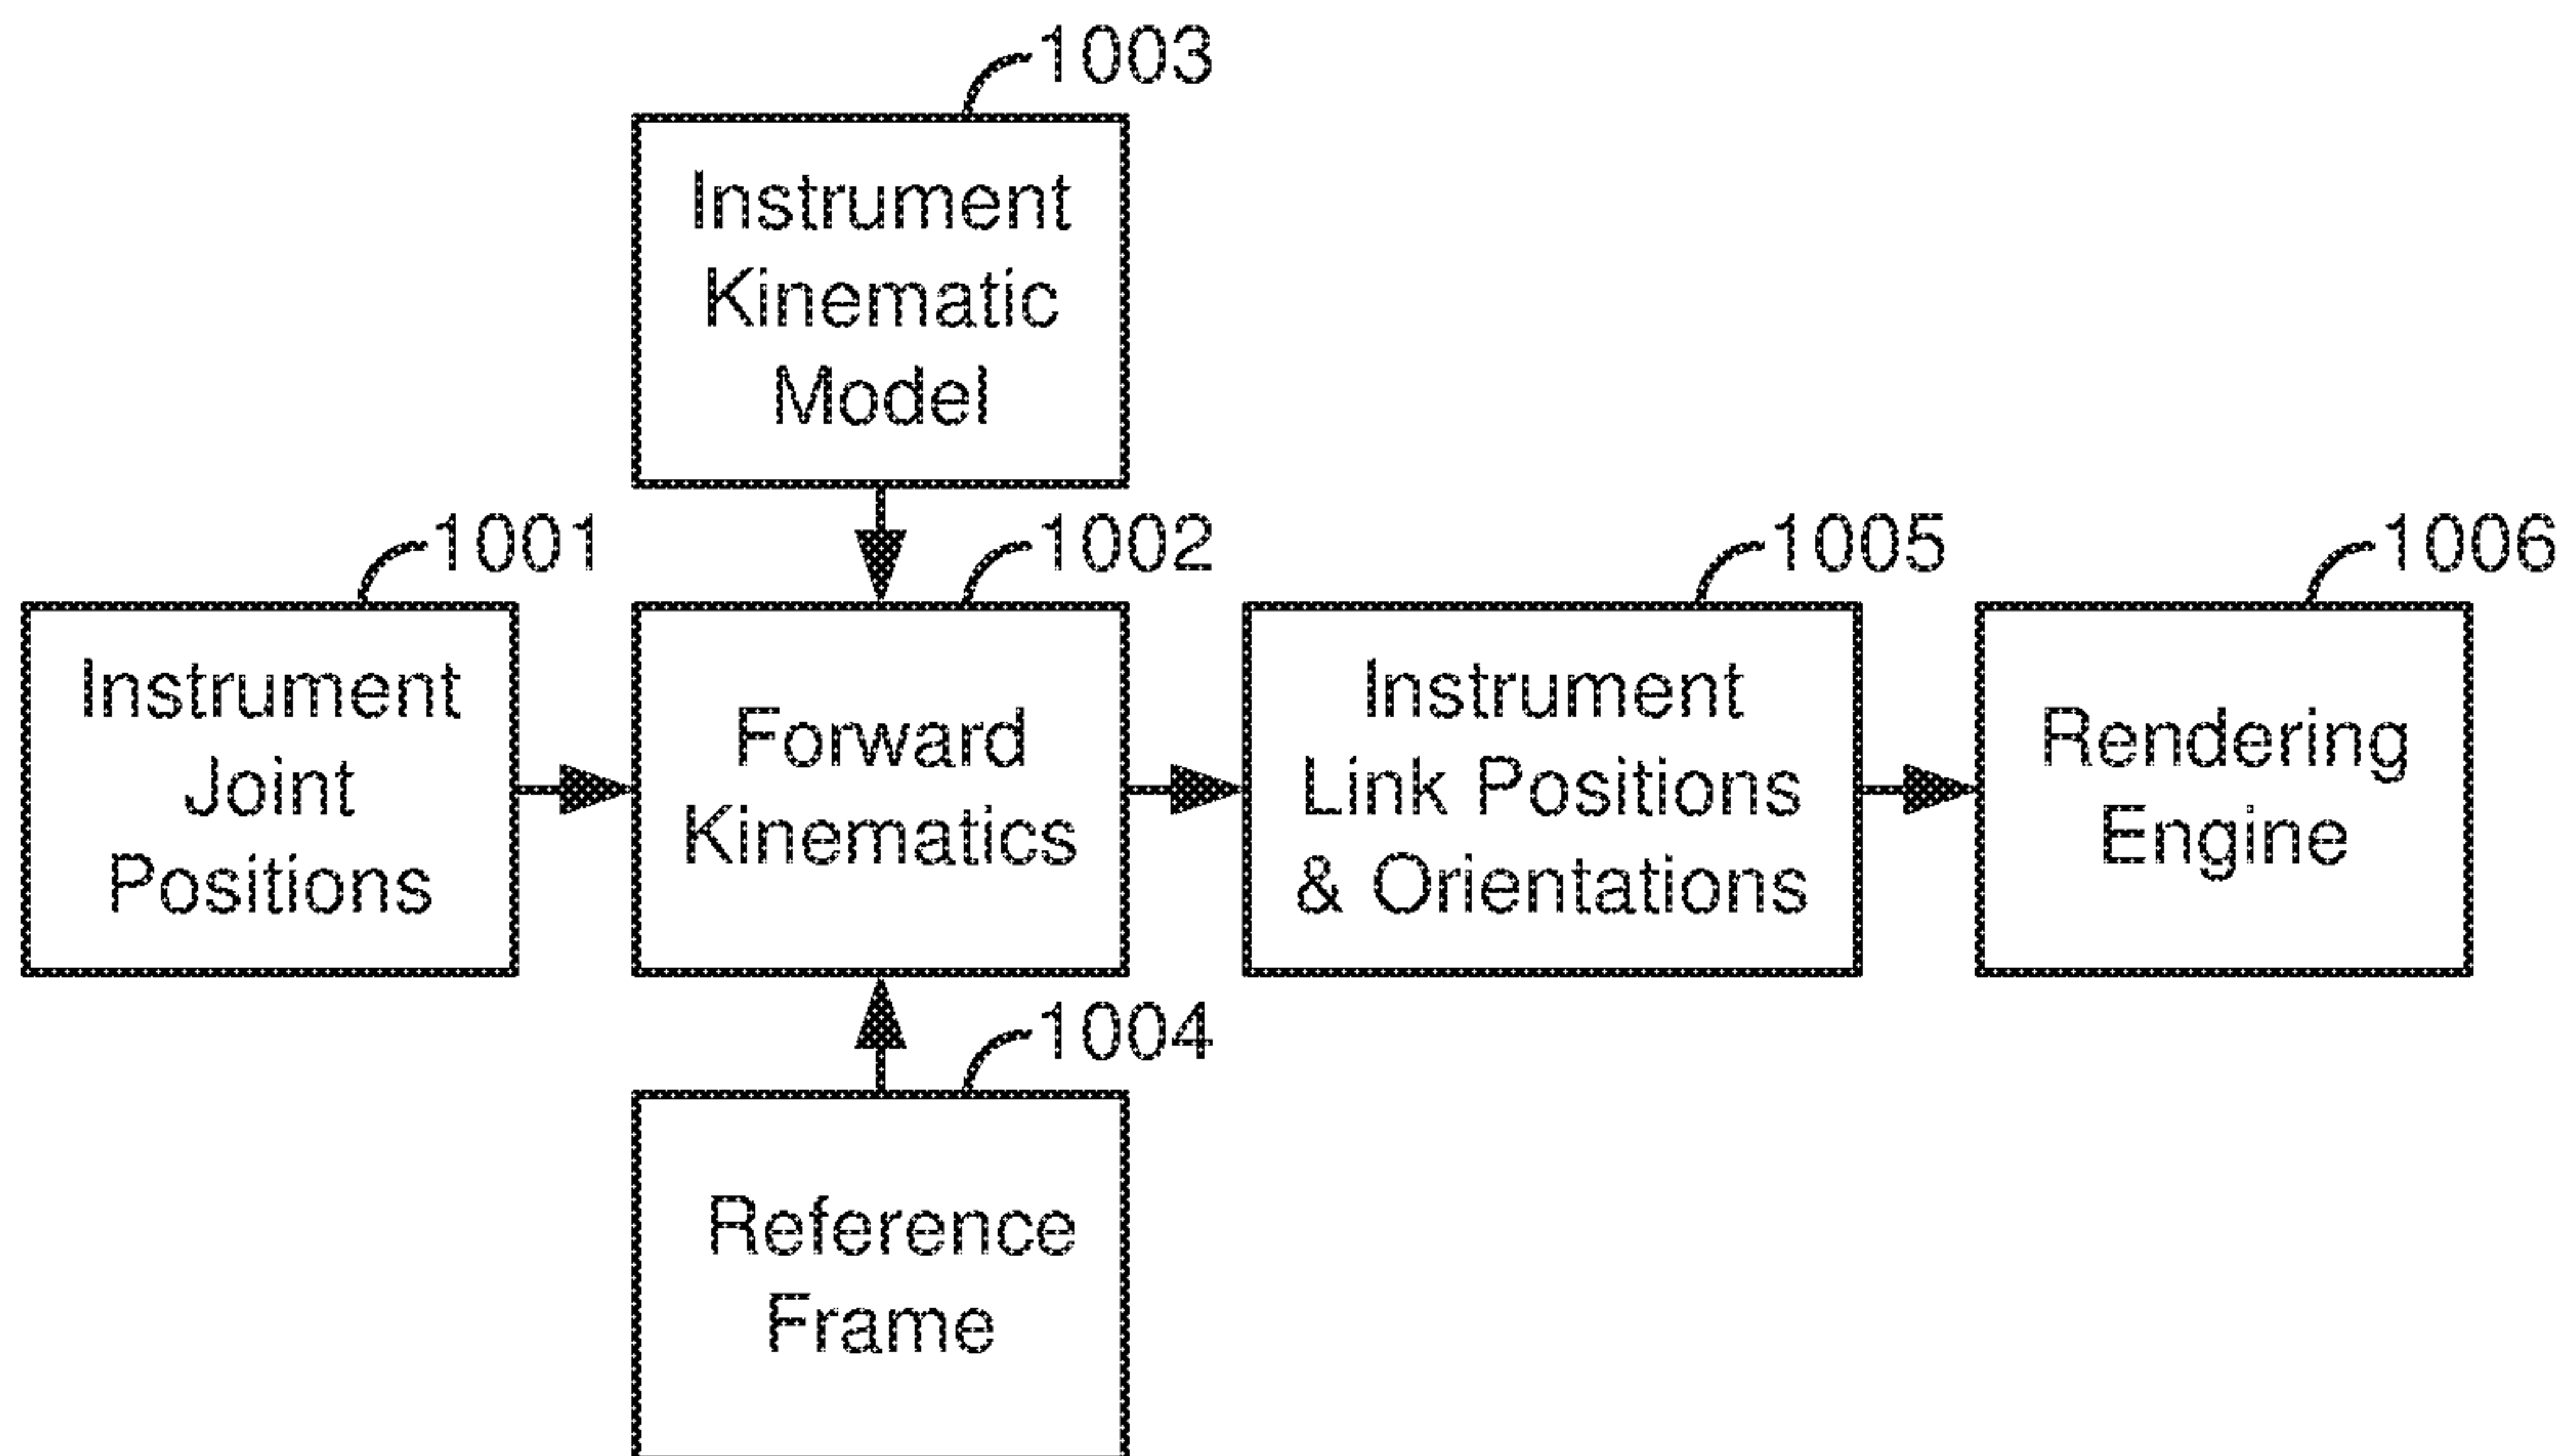 1003
Instrument
Kinematic
Model
1001
Instrument
Joint
Positions
1002
Forward
Kinematics
1005
Instrument
Link Positions
& Orientations
1006
Rendering
Engine
1004
Reference
Frame